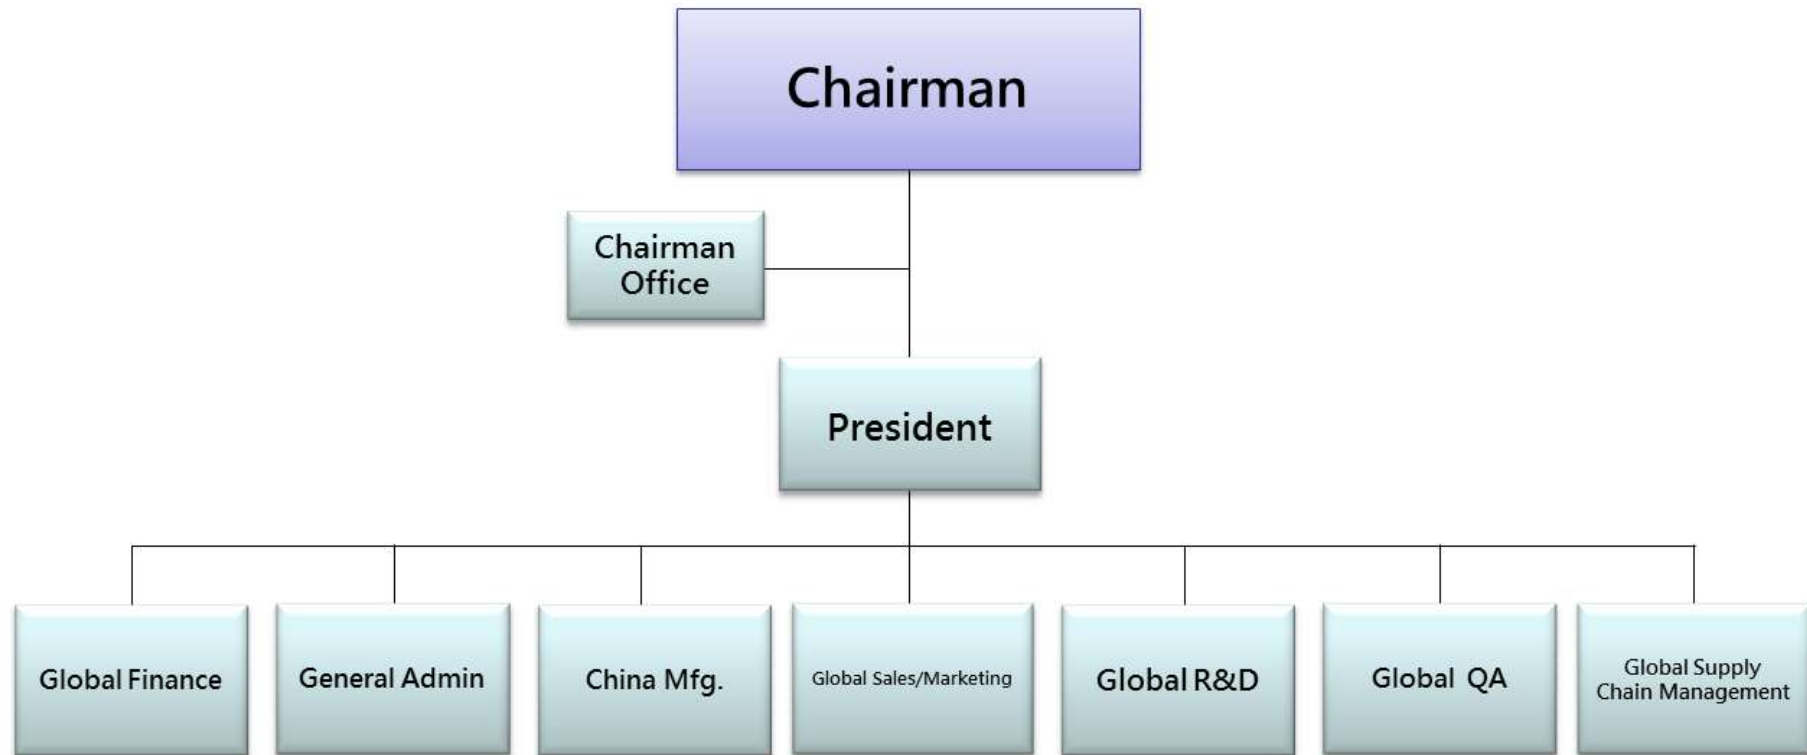 Chairman
Chairman
Office
President
Global Finance
General Admin
China Mfg.
Global Sales/Marketing
Global R&D
Global QA
Global Supply
Chain Management